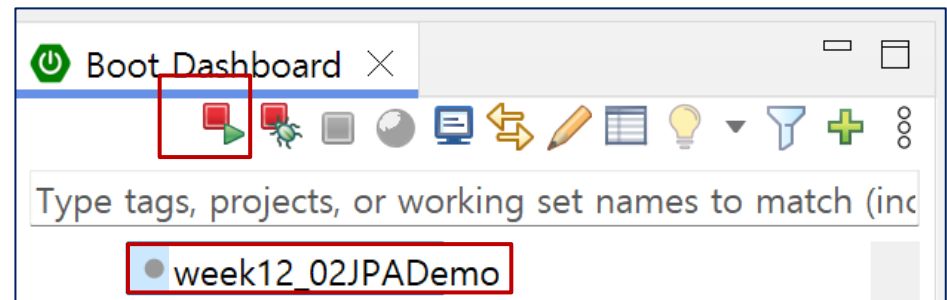 Boot Dashboard
Type tags, projects, or working set names to match (inc
week12_02JPADemo